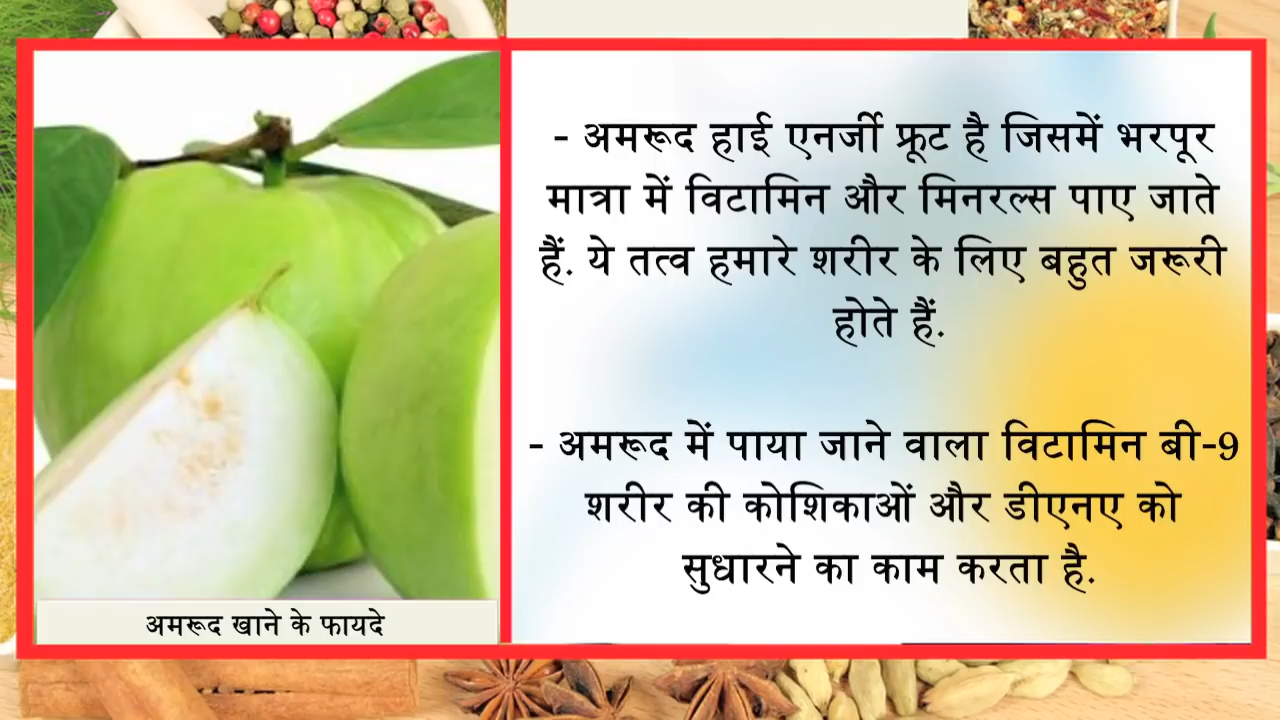 - अमरूद हाई एनर्जी फ्रूट है जिसमें भरपूर
मात्रा में विटामिन और मिनरल्स पाए जाते
हैं. ये तत्व हमारे शरीर के लिए बहुत जरूरी
होते हैं.
- अमरूद में पाया जाने वाला विटामिन बी-9
शरीर की कोशिकाओं और डीएनए को
सुधारने का काम करता है.
अमरूद खाने के फायदे